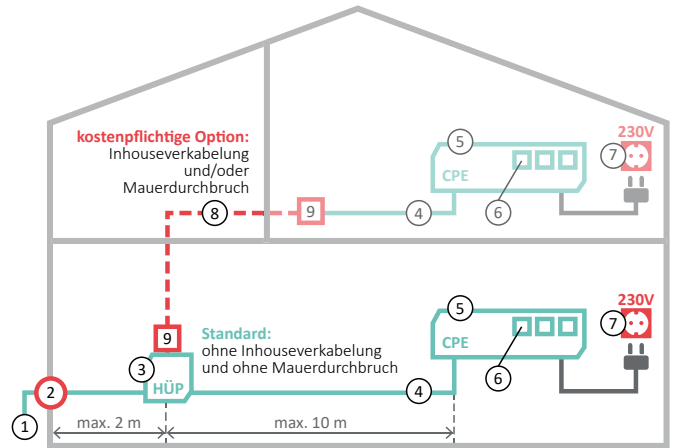 kostenpflichtige Option:
Inhouseverkabelung
und/oder
Mauerdurchbruch
8
9
4
5
CPE
6
230V
7
9
3
HÜP
Standard:
ohne Inhouseverkabelung
und ohne Mauerdurchbruch
5
CPE
6
230V
7
2
4
1
max. 2 m
max. 10 m